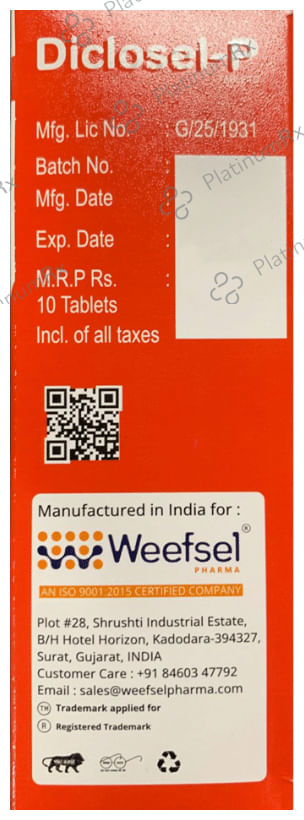 Diclosel-P
Mfg. Lic No. : G/25/1931
Batch No. :
Mfg. Date :
Exp. Date :
M.R.P Rs. :
10 Tablets
Incl. of all taxes
Manufactured in India for :
Weefsel®
PHARMA
AN ISO 9001:2015 CERTIFIED COMPANY
Plot #28, Shrushti Industrial Estate,
B/H Hotel Horizon, Kadodara-394327,
Surat, Gujarat, INDIA
Customer Care : +91 84603 47792
Email : sales@weefselpharma.com
TM Trademark applied for
R Registered Trademark
PlatinumRx